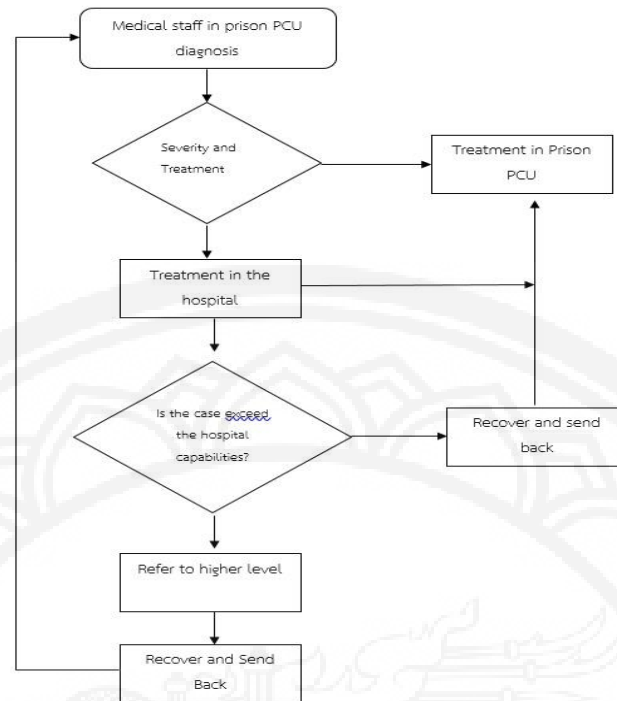 Medical staff in prison PCU
diagnosis
Severity and
Treatment
Treatment in Prison
PCU
Treatment in the
hospital
Is the case exceed
the hospital
capabilities?
Recover and send
back
Refer to higher level
Recover and Send
Back